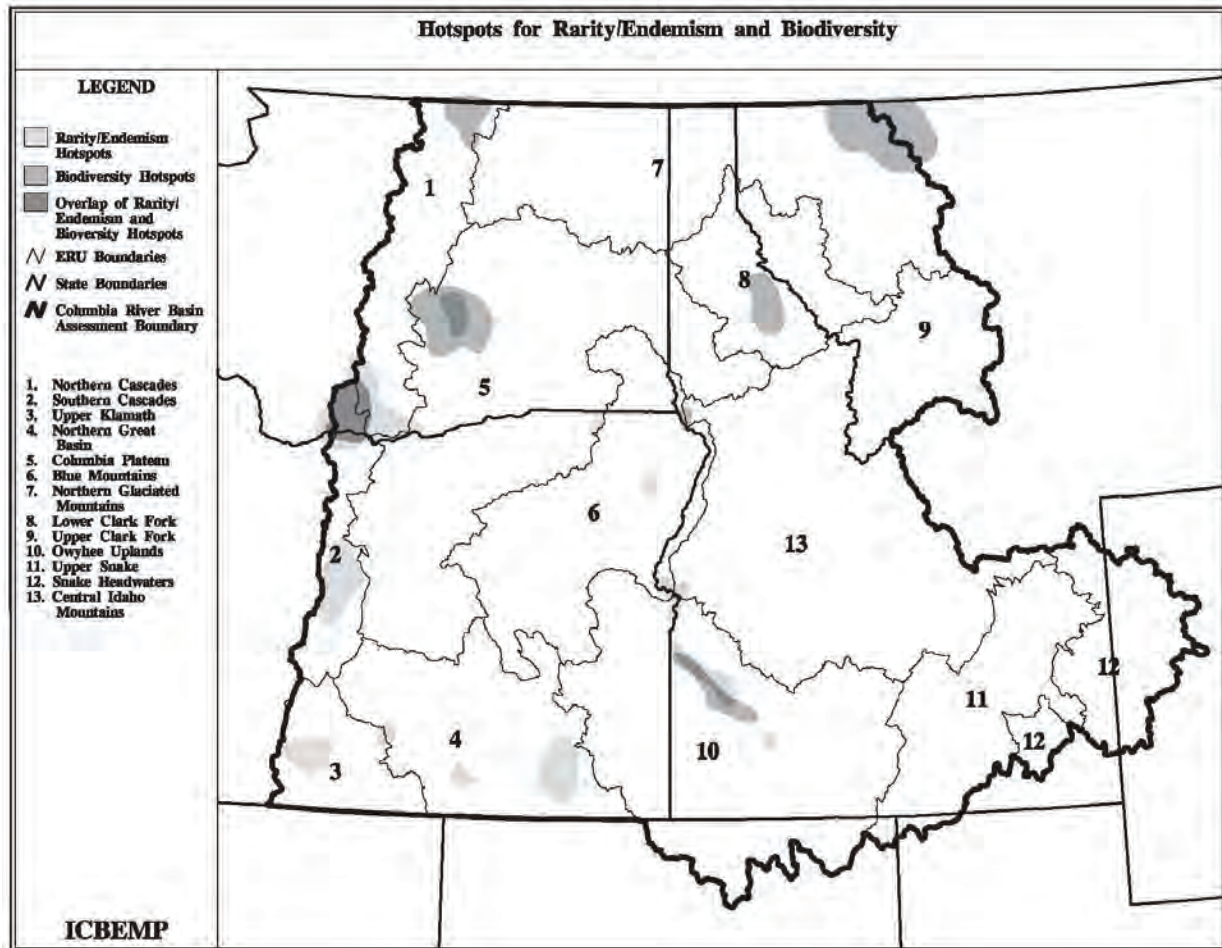 Hotspots for Rarity/Endemism and Biodiversity
LEGEND
Rarity/Endemism
Hotspots
Biodiversity Hotspots
Overlap of Rarity/
Endemism and
Bioversity Hotspots
ERU Boundaries
State Boundaries
Columbia River Basin
Assessment Boundary
1. Northern Cascades
2. Southern Cascades
3. Upper Klamath
4. Northern Great
Basin
5. Columbia Plateau
6. Blue Mountains
7. Northern Glaciated
Mountains
8. Lower Clark Fork
9. Upper Clark Fork
10. Owyhee Uplands
11. Upper Snake
12. Snake Headwaters
13. Central Idaho
Mountains
ICBEMP
7
1
8
9
5
6
13
2
12
11
4
10
12
3